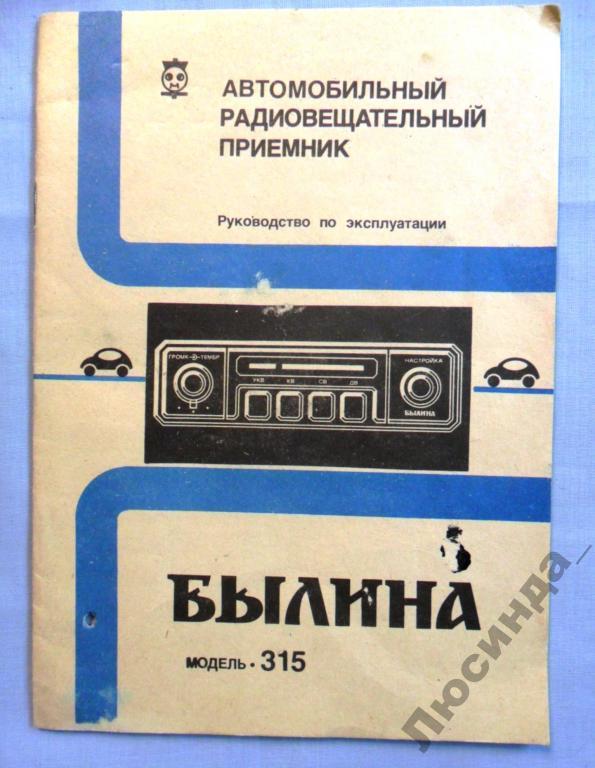 АВТОМОБИЛЬНЫЙ
РАДИОВЕЩАТЕЛЬНЫЙ
ПРИЕМНИК
Руководство по эксплуатации
ГРОМК ТЕМБР
НАСТРОЙКА
УКВ КВ СВ ДВ
БЫЛИНА
БЫЛИНА
МОДЕЛЬ • 315
Люсинда_